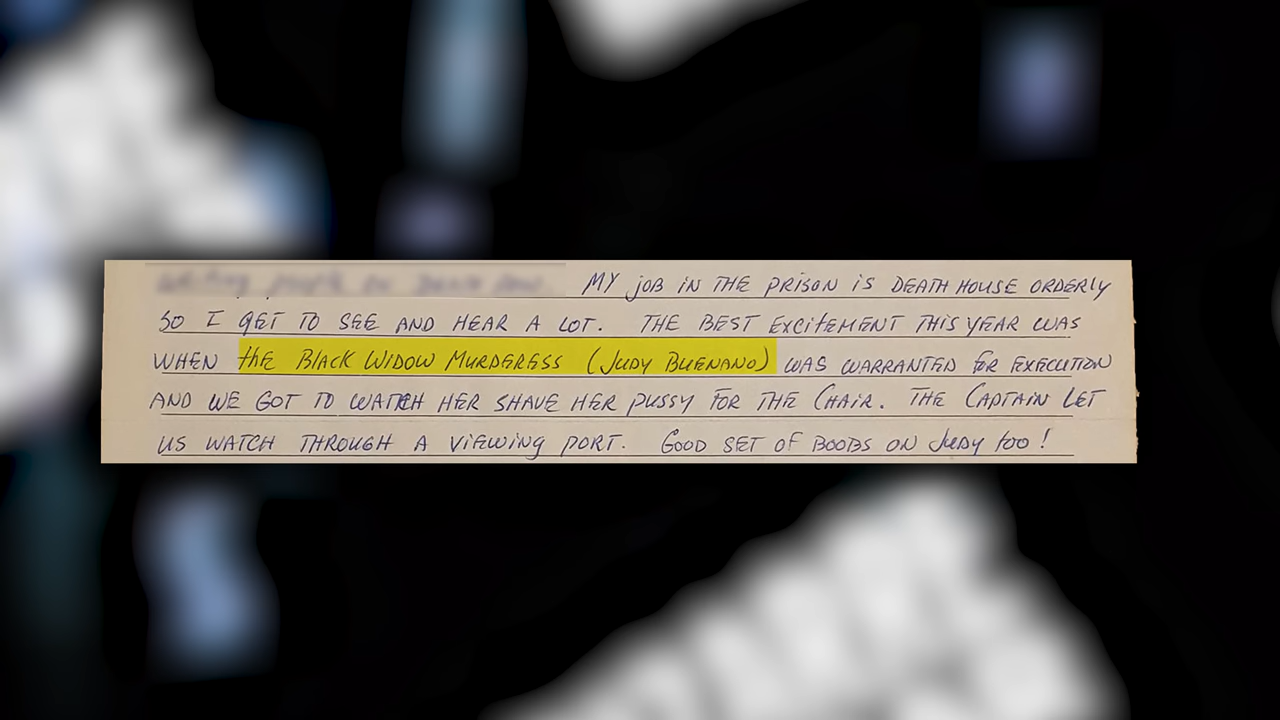 MY job in THE PRISON is DEATH HOUSE ORDERLY
SO I GET TO SEE AND HEAR A LOT. THE BEST EXCITEMENT THIS YEAR WAS
WHEN the BLACK WIDOW MURDERESS (JUDY BUENANO) WAS WARRANTED for EXECUTION
AND WE GOT TO WATCH HER SHAVE HER PUSSY FOR THE CHAIR. THE CAPTAIN LET
US WATCH THROUGH A VIEWING PORT. GOOD SET OF BOOBS ON JUDY too!